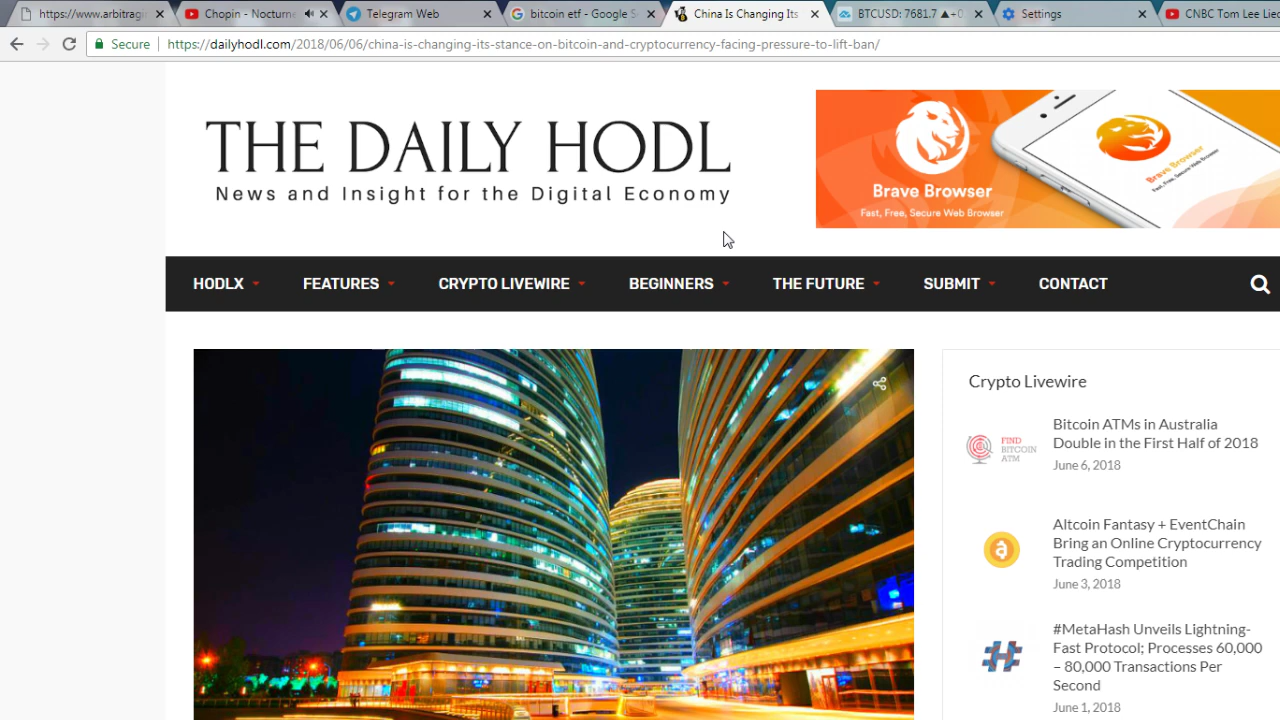 https://www.arbitragin
Chopin - Nocturne
Telegram Web
bitcoin etf - Google S
China Is Changing Its
BTCUSD: 7681.7 ▲+0
Settings
CNBC Tom Lee Lie
Secure
https://dailyhodl.com/2018/06/06/china-is-changing-its-stance-on-bitcoin-and-cryptocurrency-facing-pressure-to-lift-ban/
THE DAILY HODL
News and Insight for the Digital Economy
Brave Browser
Fast, Free, Secure Web Browser
Brave Browser
Fast, Free, Secure Web Browser
HODLX
FEATURES
CRYPTO LIVEWIRE
BEGINNERS
THE FUTURE
SUBMIT
CONTACT
Crypto Livewire
FIND
BITCOIN
ATM
Bitcoin ATMs in Australia
Double in the First Half of 2018
June 6, 2018
Altcoin Fantasy + EventChain
Bring an Online Cryptocurrency
Trading Competition
June 3, 2018
#MetaHash Unveils Lightning-
Fast Protocol; Processes 60,000
– 80,000 Transactions Per
Second
June 1, 2018